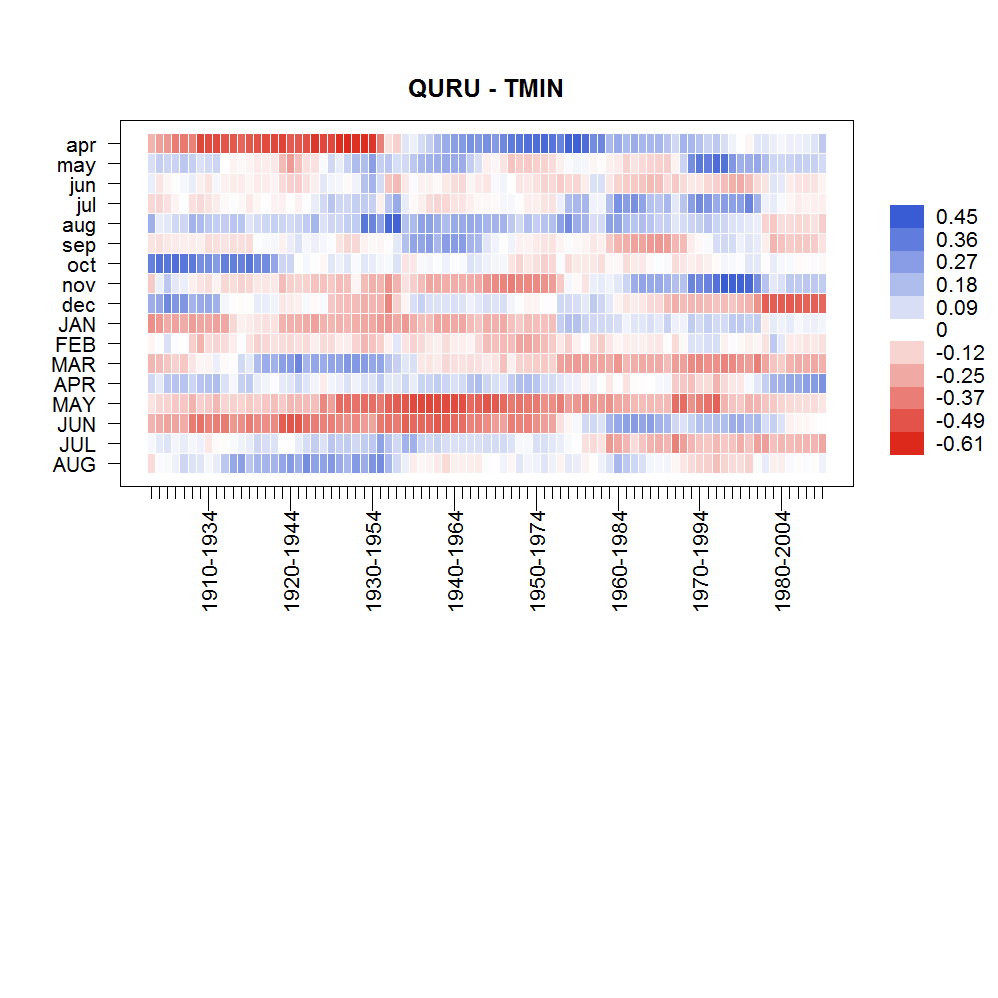 QURU - TMIN
apr
may
jun
jul
aug
sep
oct
nov
dec
JAN
FEB
MAR
APR
MAY
JUN
JUL
AUG
0.45
0.36
0.27
0.18
0.09
0
-0.12
-0.25
-0.37
-0.49
-0.61
1910-1934
1920-1944
1930-1954
1940-1964
1950-1974
1960-1984
1970-1994
1980-2004